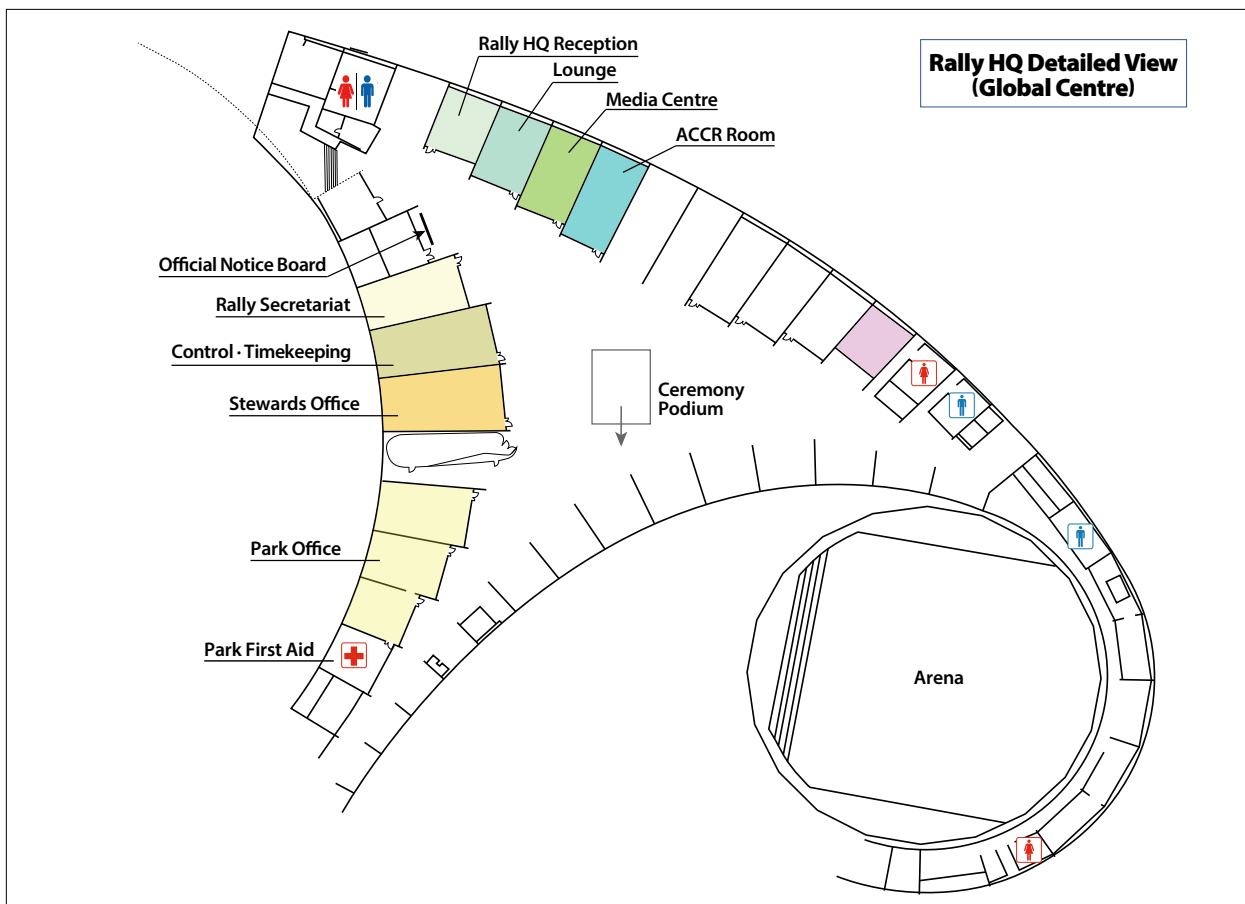 Rally HQ Detailed View
(Global Centre)
Rally HQ Reception
Lounge
Media Centre
ACCR Room
Official Notice Board
Rally Secretariat
Control · Timekeeping
Stewards Office
Ceremony
Podium
Park Office
Park First Aid
Arena